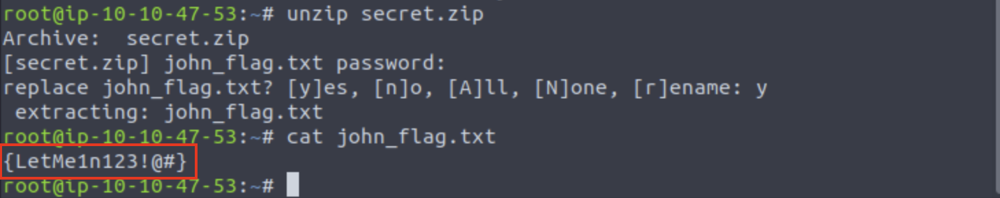 root@ip-10-10-47-53:~# unzip secret.zip
Archive:  secret.zip
[secret.zip] john_flag.txt password:
replace john_flag.txt? [y]es, [n]o, [A]ll, [N]one, [r]ename: y
 extracting: john_flag.txt
root@ip-10-10-47-53:~# cat john_flag.txt
{LetMe1n123!@#}
root@ip-10-10-47-53:~#